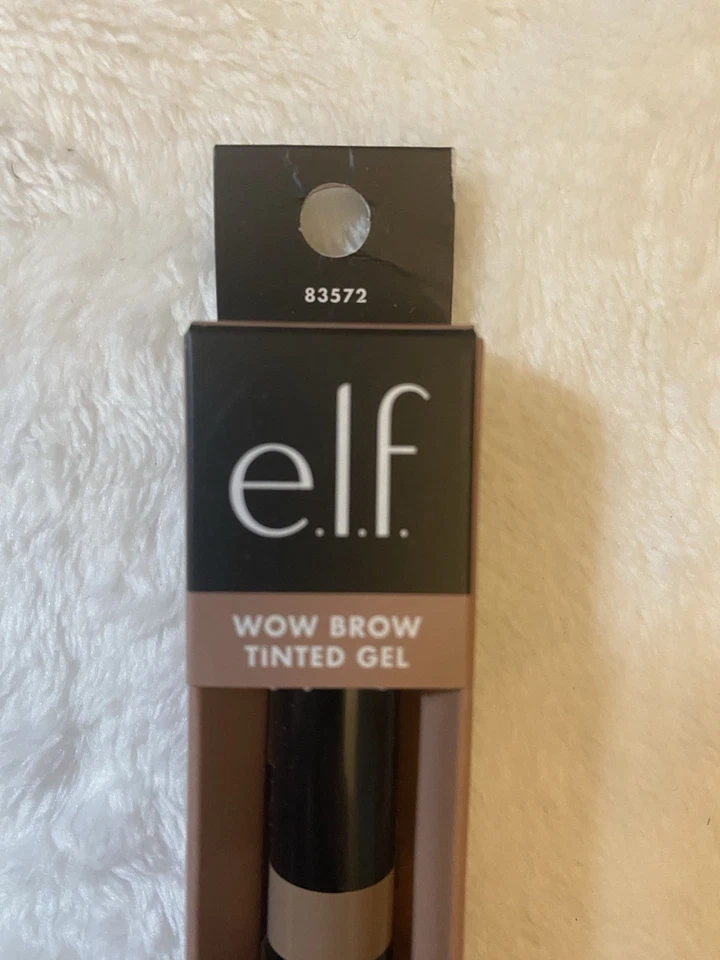 83572
e.l.f.
WOW BROW
TINTED GEL